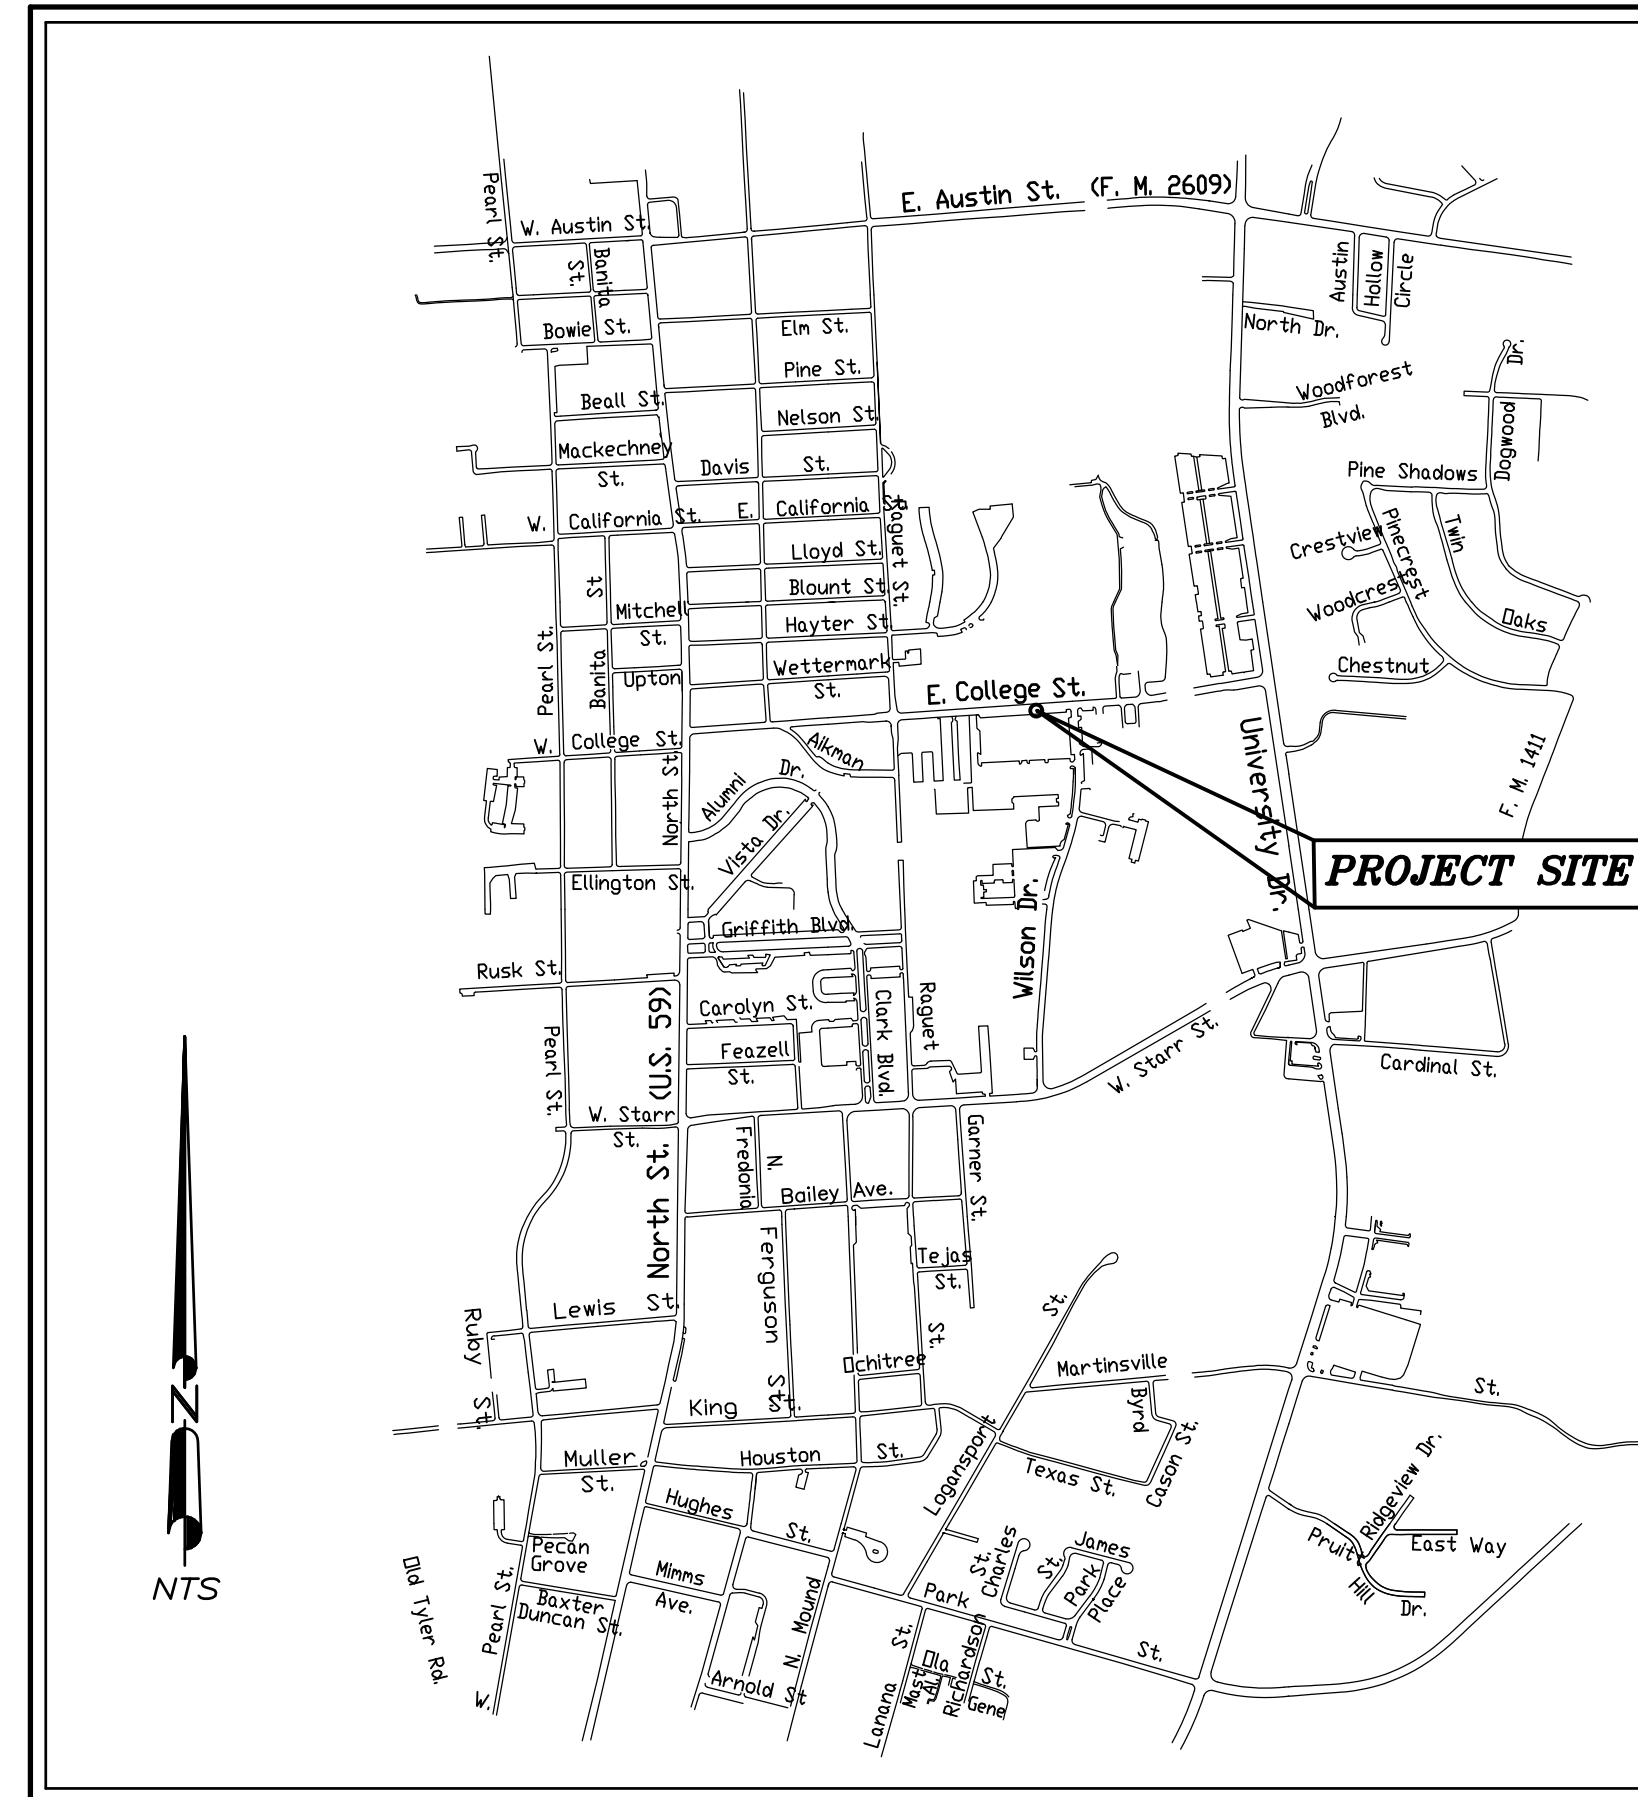 E. Austin St. (F. M. 2609)
Pearl St.
W. Austin St.
Banita St.
Austin Hollow Circle
Bowie St.
Elm St.
North Dr.
Pine St.
Woodforest Blvd.
Dogwood Dr.
Beall St.
Nelson St.
Mackechney St.
Davis St.
Pine Shadows
W. California St.
E. California St.
Raguet St.
Lloyd St.
Crestview
Pinecrest
Twin Oaks
Blount St.
Woodcrest
Mitchell St.
Hayter St.
Banita St
Pearl St.
Upton
Wettermark St.
Chestnut
E. College St.
W. College St.
Aikman
North St.
Alumni Dr.
Vista Dr.
University Dr.
F. M. 1411
PROJECT SITE
Ellington St.
Wilson Dr.
Griffith Blvd.
Rusk St.
Carolyn St.
Clark Blvd.
Raguet
Feazell St.
North St. (U.S. 59)
Pearl St.
W. Starr St.
W. Starr St.
Cardinal St.
N. Fredonia
Garner St.
Bailey Ave.
Ferguson St.
Tejas St.
Lewis St.
Ruby St.
Ochitree St.
Martinsville St.
Byrd
Cason St.
King St.
Logansport St.
Muller St.
Houston St.
Texas St.
Ridgeview Dr.
Hughes St.
Pruitt Hill Dr.
East Way
Pecan Grove
Mimms Ave.
Charles St.
James St.
Park Place
Park St.
Baxter Duncan St.
Old Tyler Rd.
W. Pearl St.
N. Mound
Arnold St
Lanana St.
Ola St.
Mast Al.
Richardson
Gene
N
NTS